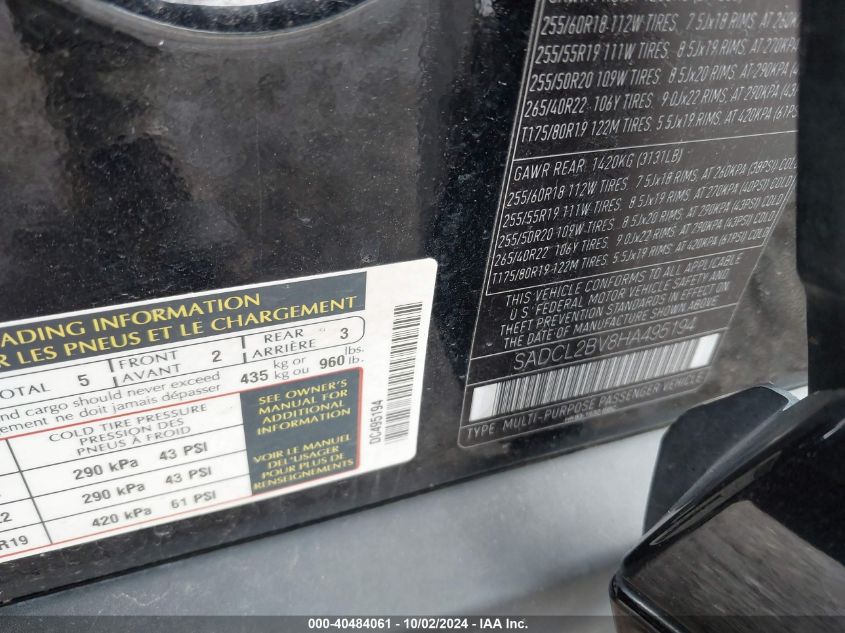 ADING INFORMATION
R LES PNEUS ET LE CHARGEMENT
OTAL 5 FRONT AVANT 2 REAR ARRIÈRE 3
nd cargo should never exceed 435 kg or 960 lbs.
ement ne doit jamais dépasser kg ou lb.
COLD TIRE PRESSURE
PRESSION DES
PNEUS À FROID
290 kPa 43 PSI
290 kPa 43 PSI
R19 420 kPa 61 PSI
SEE OWNER'S
MANUAL FOR
ADDITIONAL
INFORMATION
VOIR LE MANUEL
DE L'USAGER
POUR PLUS DE
RENSEIGNEMENTS
DC495194
255/60R18 112W TIRES 7.5Jx18 RIMS, AT 260K
255/55R19 111W TIRES 8.5Jx19 RIMS, AT 270KPA
255/50R20 109W TIRES 8.5Jx20 RIMS, AT 290KPA (4
265/40R22 106Y TIRES 9.0Jx22 RIMS, AT 290KPA (43
T175/80R19 122M TIRES 5.5Jx19 RIMS, AT 420KPA (61PS
GAWR REAR: 1420KG (3131LB)
255/60R18 112W TIRES 7.5Jx18 RIMS, AT 260KPA (38PSI) COLD
255/55R19 111W TIRES 8.5Jx19 RIMS, AT 270KPA (40PSI) COLD
255/50R20 109W TIRES 8.5Jx20 RIMS, AT 290KPA (43PSI) COLD
265/40R22 106Y TIRES 9.0Jx22 RIMS, AT 290KPA (43PSI) COLD
T175/80R19 122M TIRES 5.5Jx19 RIMS, AT 420KPA (61PSI) COLD
THIS VEHICLE CONFORMS TO ALL APPLICABLE
U S FEDERAL MOTOR VEHICLE SAFETY AND
THEFT PREVENTION STANDARDS IN EFFECT ON
THE DATE OF MANUFACTURE SHOWN ABOVE
SADCL2BV8HA495194
TYPE MULTI-PURPOSE PASSENGER VEHICLE
000-40484061 - 10/02/2024 - IAA Inc.